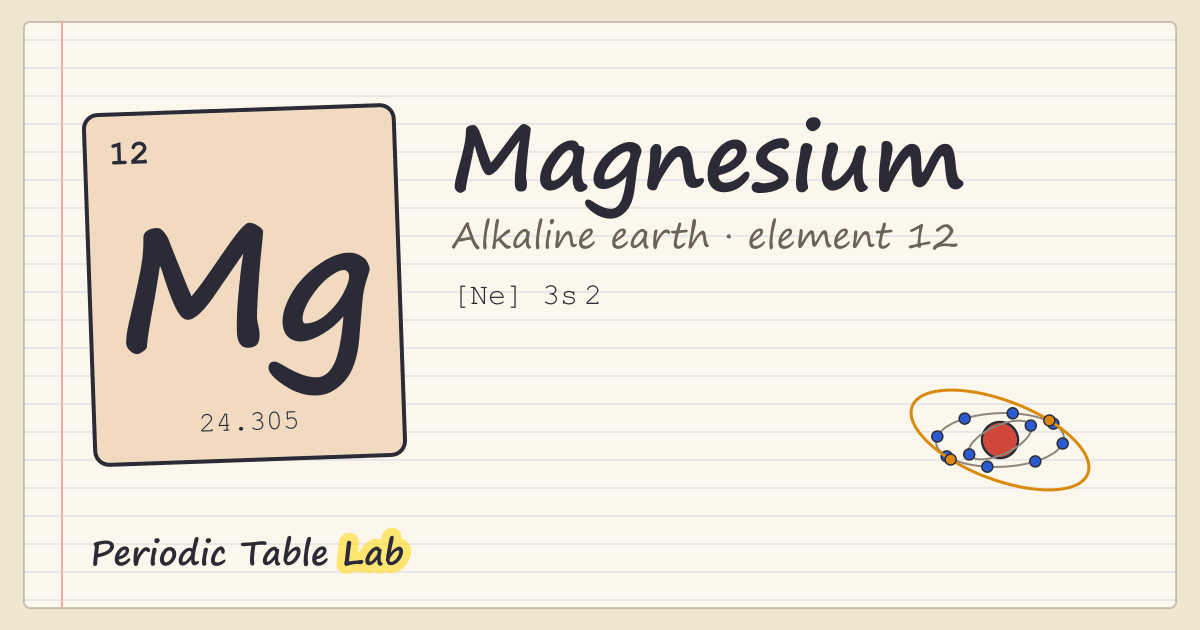 12
Mg
24.305
Magnesium
Alkaline earth · element 12
[Ne] 3s2
Periodic Table Lab